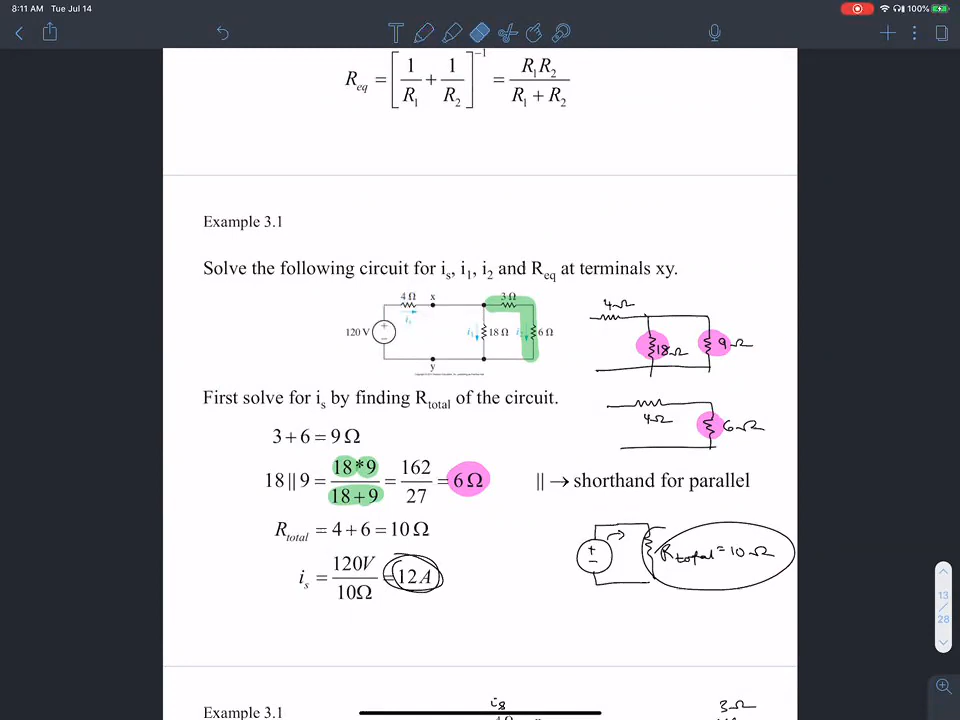 8:11 AM Tue Jul 14
100%
R_eq = [1/R_1 + 1/R_2]^-1 = R_1R_2 / R_1 + R_2
Example 3.1
Solve the following circuit for i_s, i_1, i_2 and R_eq at terminals xy.
4 Ω x 3 Ω
i_s
120 V + − i_1 18 Ω i_2 6 Ω
y
4Ω
18Ω 9Ω
4Ω 6Ω
First solve for i_s by finding R_total of the circuit.
3 + 6 = 9 Ω
18 || 9 = 18*9 / 18+9 = 162 / 27 = 6 Ω
|| → shorthand for parallel
R_total = 4 + 6 = 10 Ω
+ − R_total = 10 Ω
i_s = 120V / 10Ω = 12 A
13 / 28
Example 3.1
i_s
3Ω